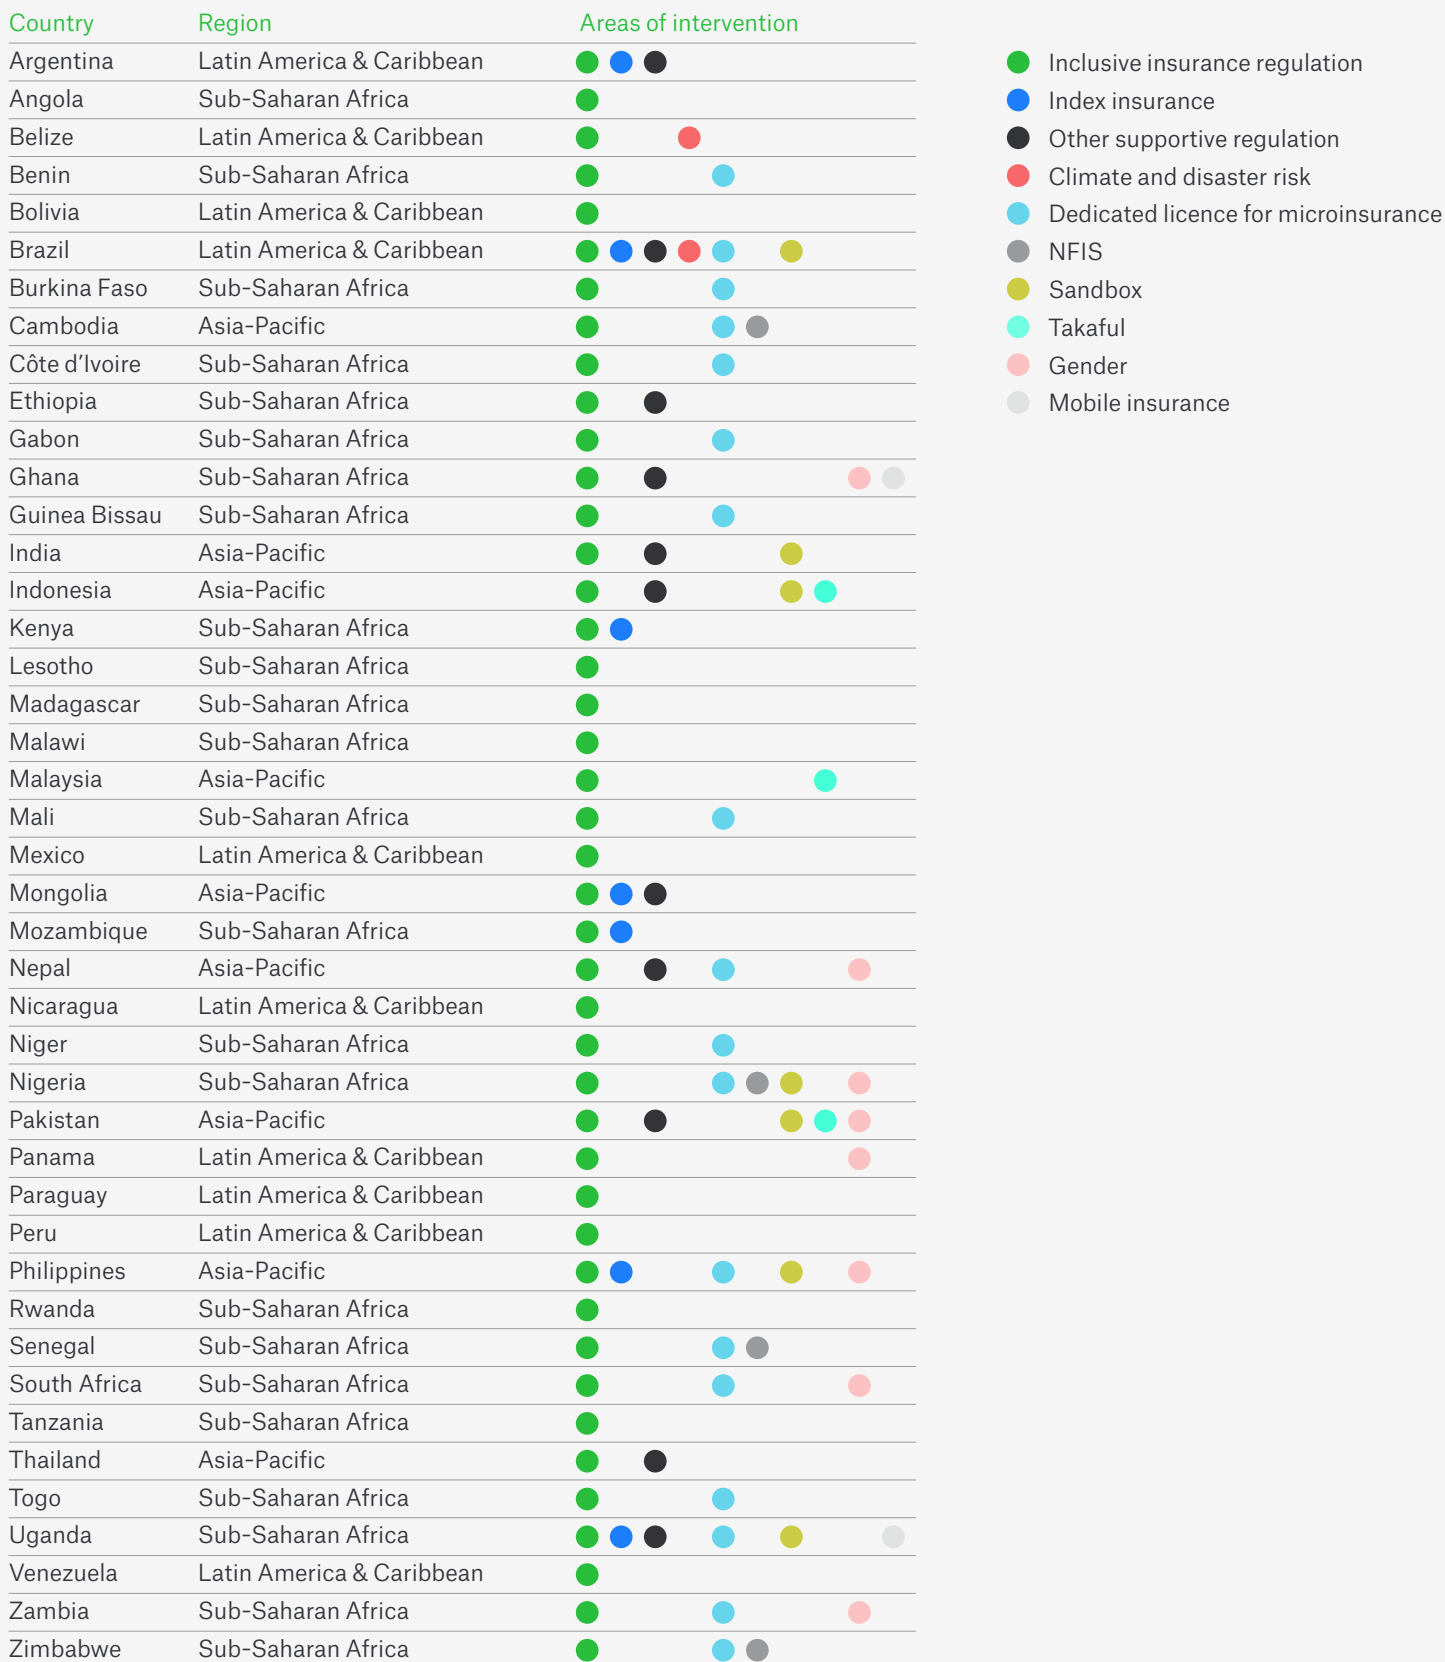 Country Region Areas of intervention
Argentina Latin America & Caribbean
Angola Sub-Saharan Africa
Belize Latin America & Caribbean
Benin Sub-Saharan Africa
Bolivia Latin America & Caribbean
Brazil Latin America & Caribbean
Burkina Faso Sub-Saharan Africa
Cambodia Asia-Pacific
Côte d’Ivoire Sub-Saharan Africa
Ethiopia Sub-Saharan Africa
Gabon Sub-Saharan Africa
Ghana Sub-Saharan Africa
Guinea Bissau Sub-Saharan Africa
India Asia-Pacific
Indonesia Asia-Pacific
Kenya Sub-Saharan Africa
Lesotho Sub-Saharan Africa
Madagascar Sub-Saharan Africa
Malawi Sub-Saharan Africa
Malaysia Asia-Pacific
Mali Sub-Saharan Africa
Mexico Latin America & Caribbean
Mongolia Asia-Pacific
Mozambique Sub-Saharan Africa
Nepal Asia-Pacific
Nicaragua Latin America & Caribbean
Niger Sub-Saharan Africa
Nigeria Sub-Saharan Africa
Pakistan Asia-Pacific
Panama Latin America & Caribbean
Paraguay Latin America & Caribbean
Peru Latin America & Caribbean
Philippines Asia-Pacific
Rwanda Sub-Saharan Africa
Senegal Sub-Saharan Africa
South Africa Sub-Saharan Africa
Tanzania Sub-Saharan Africa
Thailand Asia-Pacific
Togo Sub-Saharan Africa
Uganda Sub-Saharan Africa
Venezuela Latin America & Caribbean
Zambia Sub-Saharan Africa
Zimbabwe Sub-Saharan Africa
Inclusive insurance regulation
Index insurance
Other supportive regulation
Climate and disaster risk
Dedicated licence for microinsurance
NFIS
Sandbox
Takaful
Gender
Mobile insurance